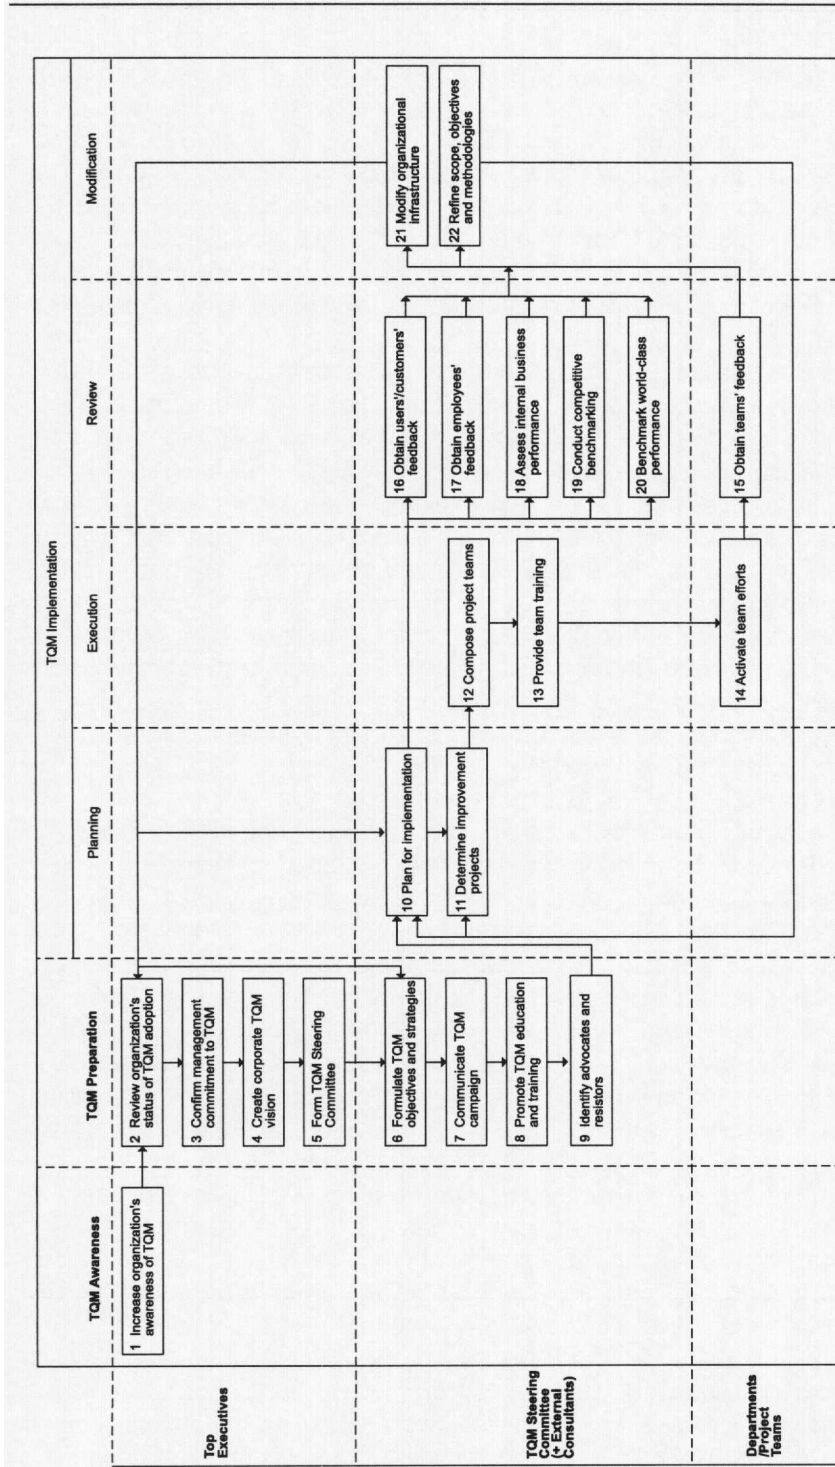 TQM Implementation
TQM Awareness
TQM Preparation
Planning
Execution
Review
Modification
Top
Executives
1 Increase organization's
awareness of TQM
2 Review organization's
status of TQM adoption
3 Confirm management
commitment to TQM
4 Create corporate TQM
vision
5 Form TQM Steering
Committee
TQM Steering
Committee
(+ External
Consultants)
6 Formulate TQM
objectives and strategies
7 Communicate TQM
campaign
8 Promote TQM education
and training
9 Identify advocates and
resistors
10 Plan for implementation
11 Determine improvement
projects
12 Compose project teams
13 Provide team training
16 Obtain users'/customers'
feedback
17 Obtain employees'
feedback
18 Assess internal business
performance
19 Conduct competitive
benchmarking
20 Benchmark world-class
performance
21 Modify organizational
infrastructure
22 Refine scope, objectives
and methodologies
Departments
/Project
Teams
14 Activate team efforts
15 Obtain teams' feedback